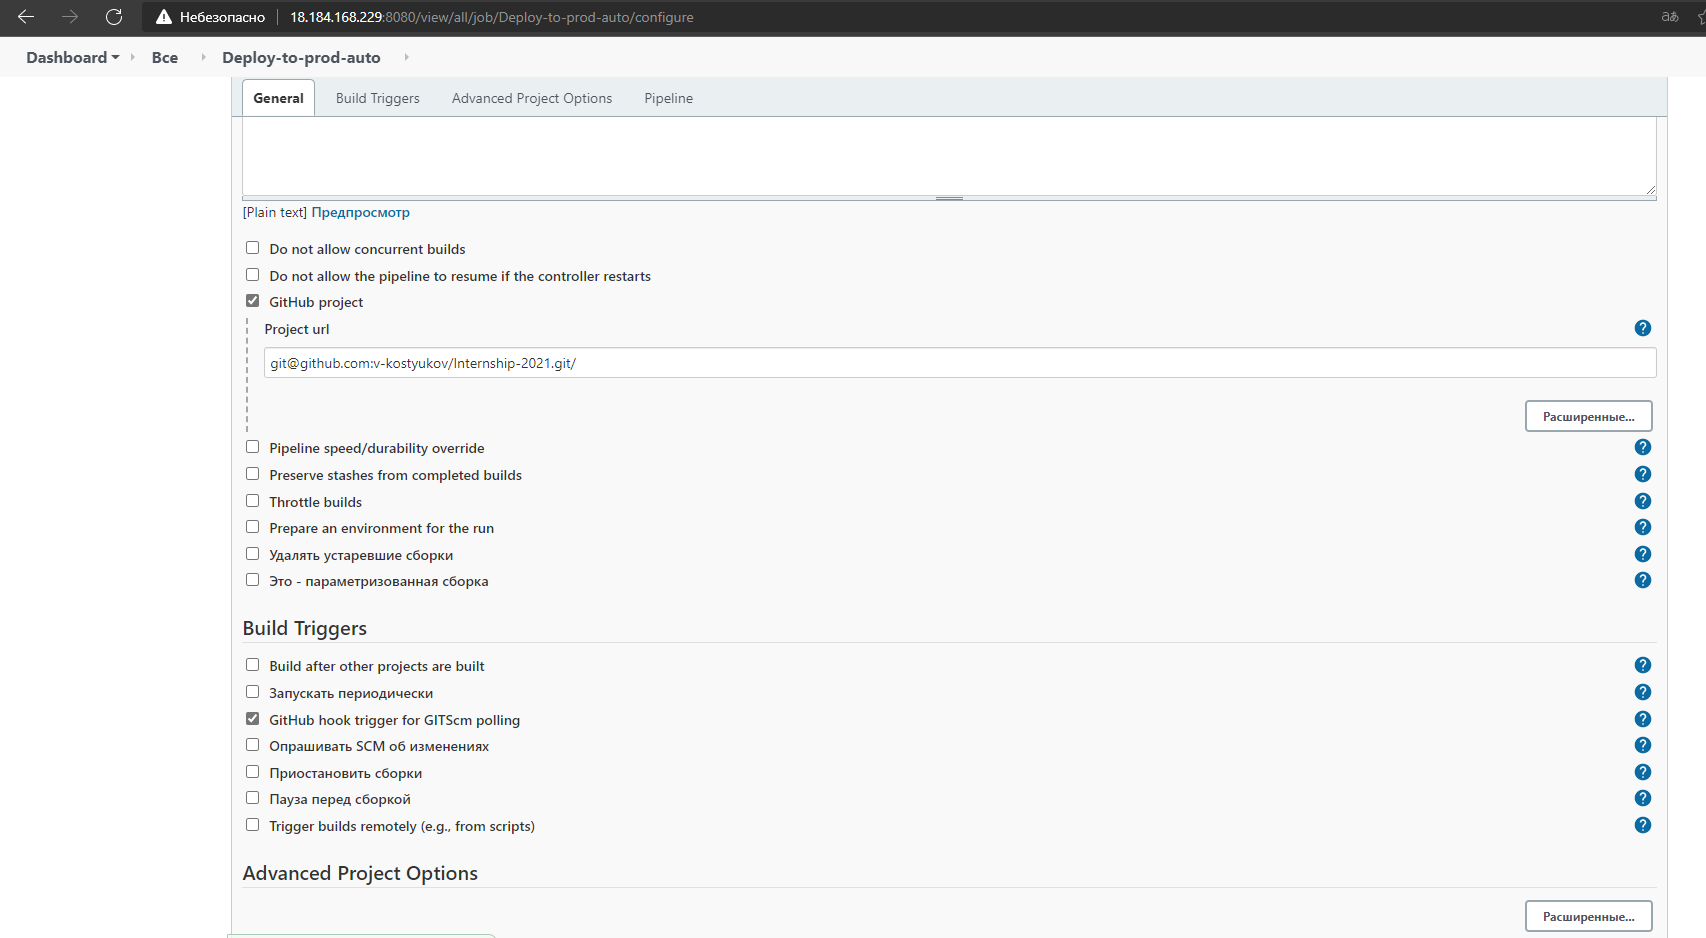 Небезопасно 18.184.168.229:8080/view/all/job/Deploy-to-prod-auto/configure
Dashboard Все Deploy-to-prod-auto
General Build Triggers Advanced Project Options Pipeline
[Plain text] Предпросмотр
Do not allow concurrent builds
Do not allow the pipeline to resume if the controller restarts
GitHub project
Project url
git@github.com:v-kostyukov/Internship-2021.git/
Расширенные...
Pipeline speed/durability override
Preserve stashes from completed builds
Throttle builds
Prepare an environment for the run
Удалять устаревшие сборки
Это - параметризованная сборка
Build Triggers
Build after other projects are built
Запускать периодически
GitHub hook trigger for GITScm polling
Опрашивать SCM об изменениях
Приостановить сборки
Пауза перед сборкой
Trigger builds remotely (e.g., from scripts)
Advanced Project Options
Расширенные...